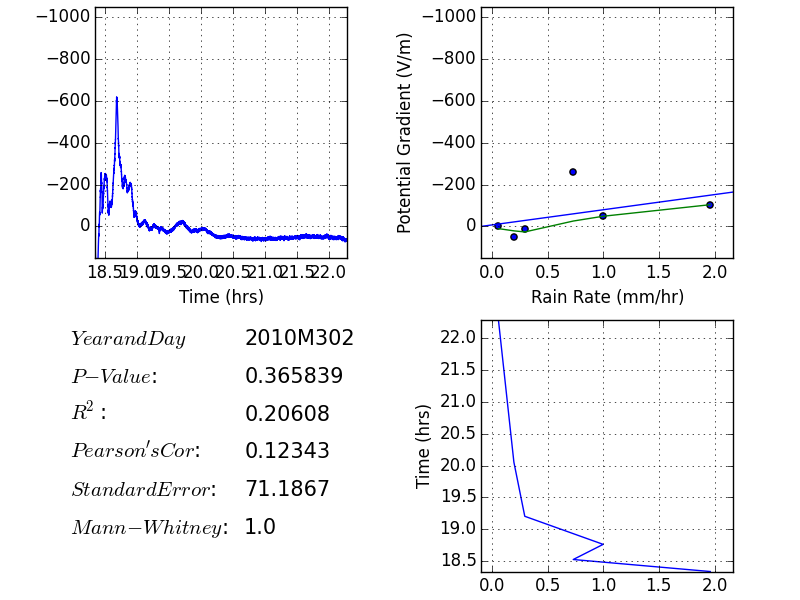 −1000
−800
−600
−400
−200
0
18.5 19.0 19.5 20.0 20.5 21.0 21.5 22.0
Time (hrs)
Potential Gradient (V/m)
−1000
−800
−600
−400
−200
0
0.0 0.5 1.0 1.5 2.0
Rain Rate (mm/hr)
YearandDay 2010M302
P−Value: 0.365839
R²: 0.20608
Pearson'sCor: 0.12343
StandardError: 71.1867
Mann−Whitney: 1.0
Time (hrs)
22.0
21.5
21.0
20.5
20.0
19.5
19.0
18.5
0.0 0.5 1.0 1.5 2.0